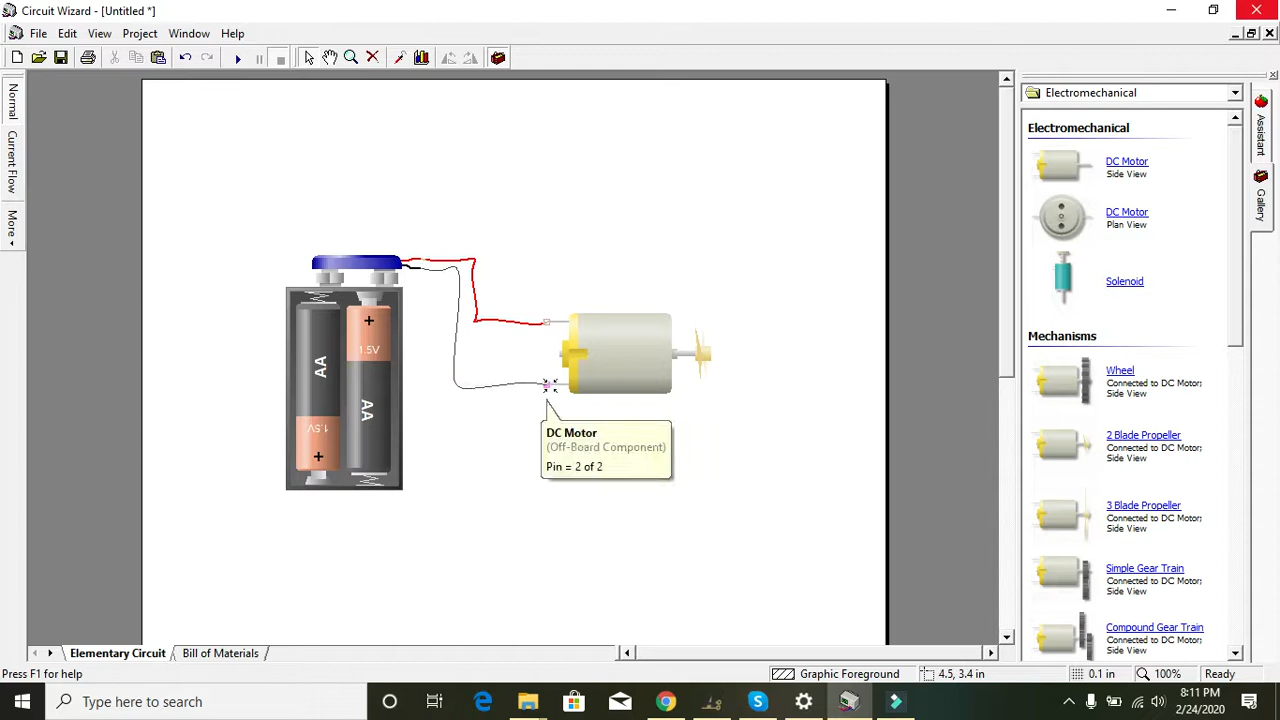 Circuit Wizard - [Untitled *]
File Edit View Project Window Help
Normal
Current Flow
More
Electromechanical
Assistant
Gallery
Electromechanical
DC Motor
Side View
DC Motor
Plan View
Solenoid
Mechanisms
Wheel
Connected to DC Motor;
Side View
2 Blade Propeller
Connected to DC Motor;
Side View
3 Blade Propeller
Connected to DC Motor;
Side View
Simple Gear Train
Connected to DC Motor;
Side View
Compound Gear Train
Connected to DC Motor;
Side View
+
1.5V
AA
AA
1.5V
+
DC Motor
(Off-Board Component)
Pin = 2 of 2
Elementary Circuit Bill of Materials
Press F1 for help
Graphic Foreground 4.5, 3.4 in 0.1 in 100% Ready
Type here to search
8:11 PM
2/24/2020